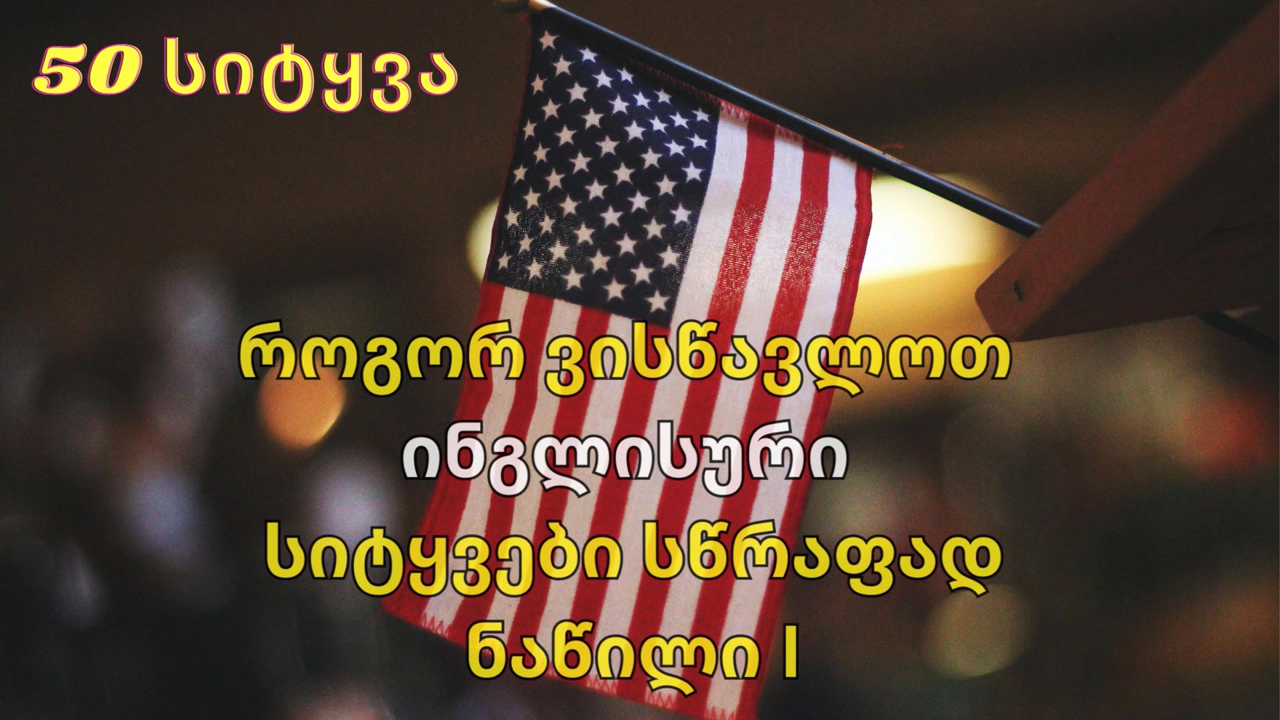 50 სიტყვა
როგორ ვისწავლოთ
ინგლისური
სიტყვები სწრაფად
ნაწილი I